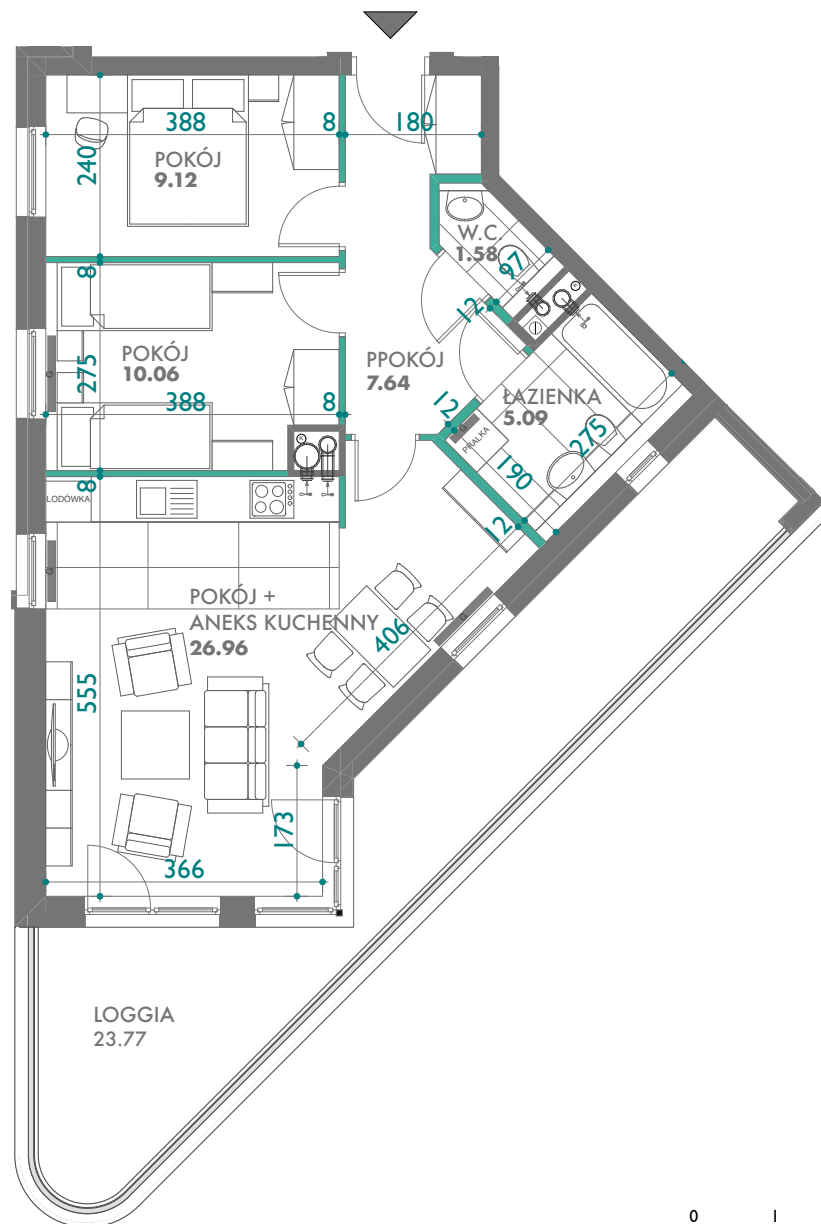 388
8
180
240
POKÓJ
9.12
W.C.
1.58
97
8
12
POKÓJ
10.06
275
388
8
PPOKÓJ
7.64
ŁAZIENKA
5.09
12
275
G
G
PRALKA
190
8
LODÓWKA
12
G
POKÓJ +
ANEKS KUCHENNY
26.96
G
406
555
173
366
LOGGIA
23.77
0 1